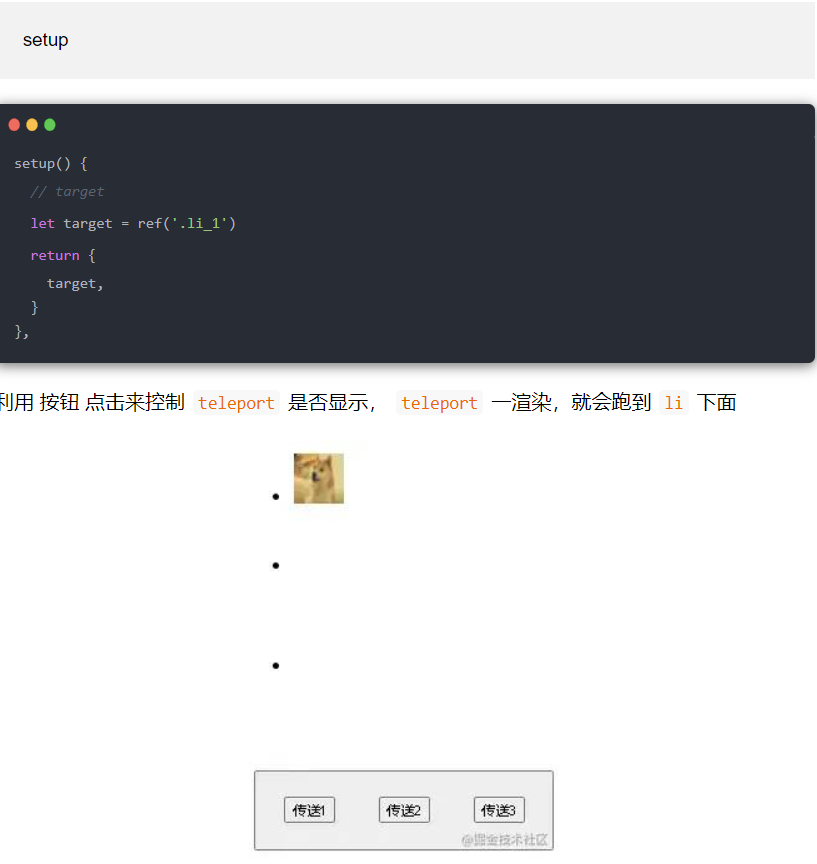 setup
setup() {
// target
let target = ref('.li_1')
return {
target,
}
},
利用 按钮 点击来控制 teleport 是否显示， teleport 一渲染，就会跑到 li 下面
传送1 传送2 传送3
@掘金技术社区